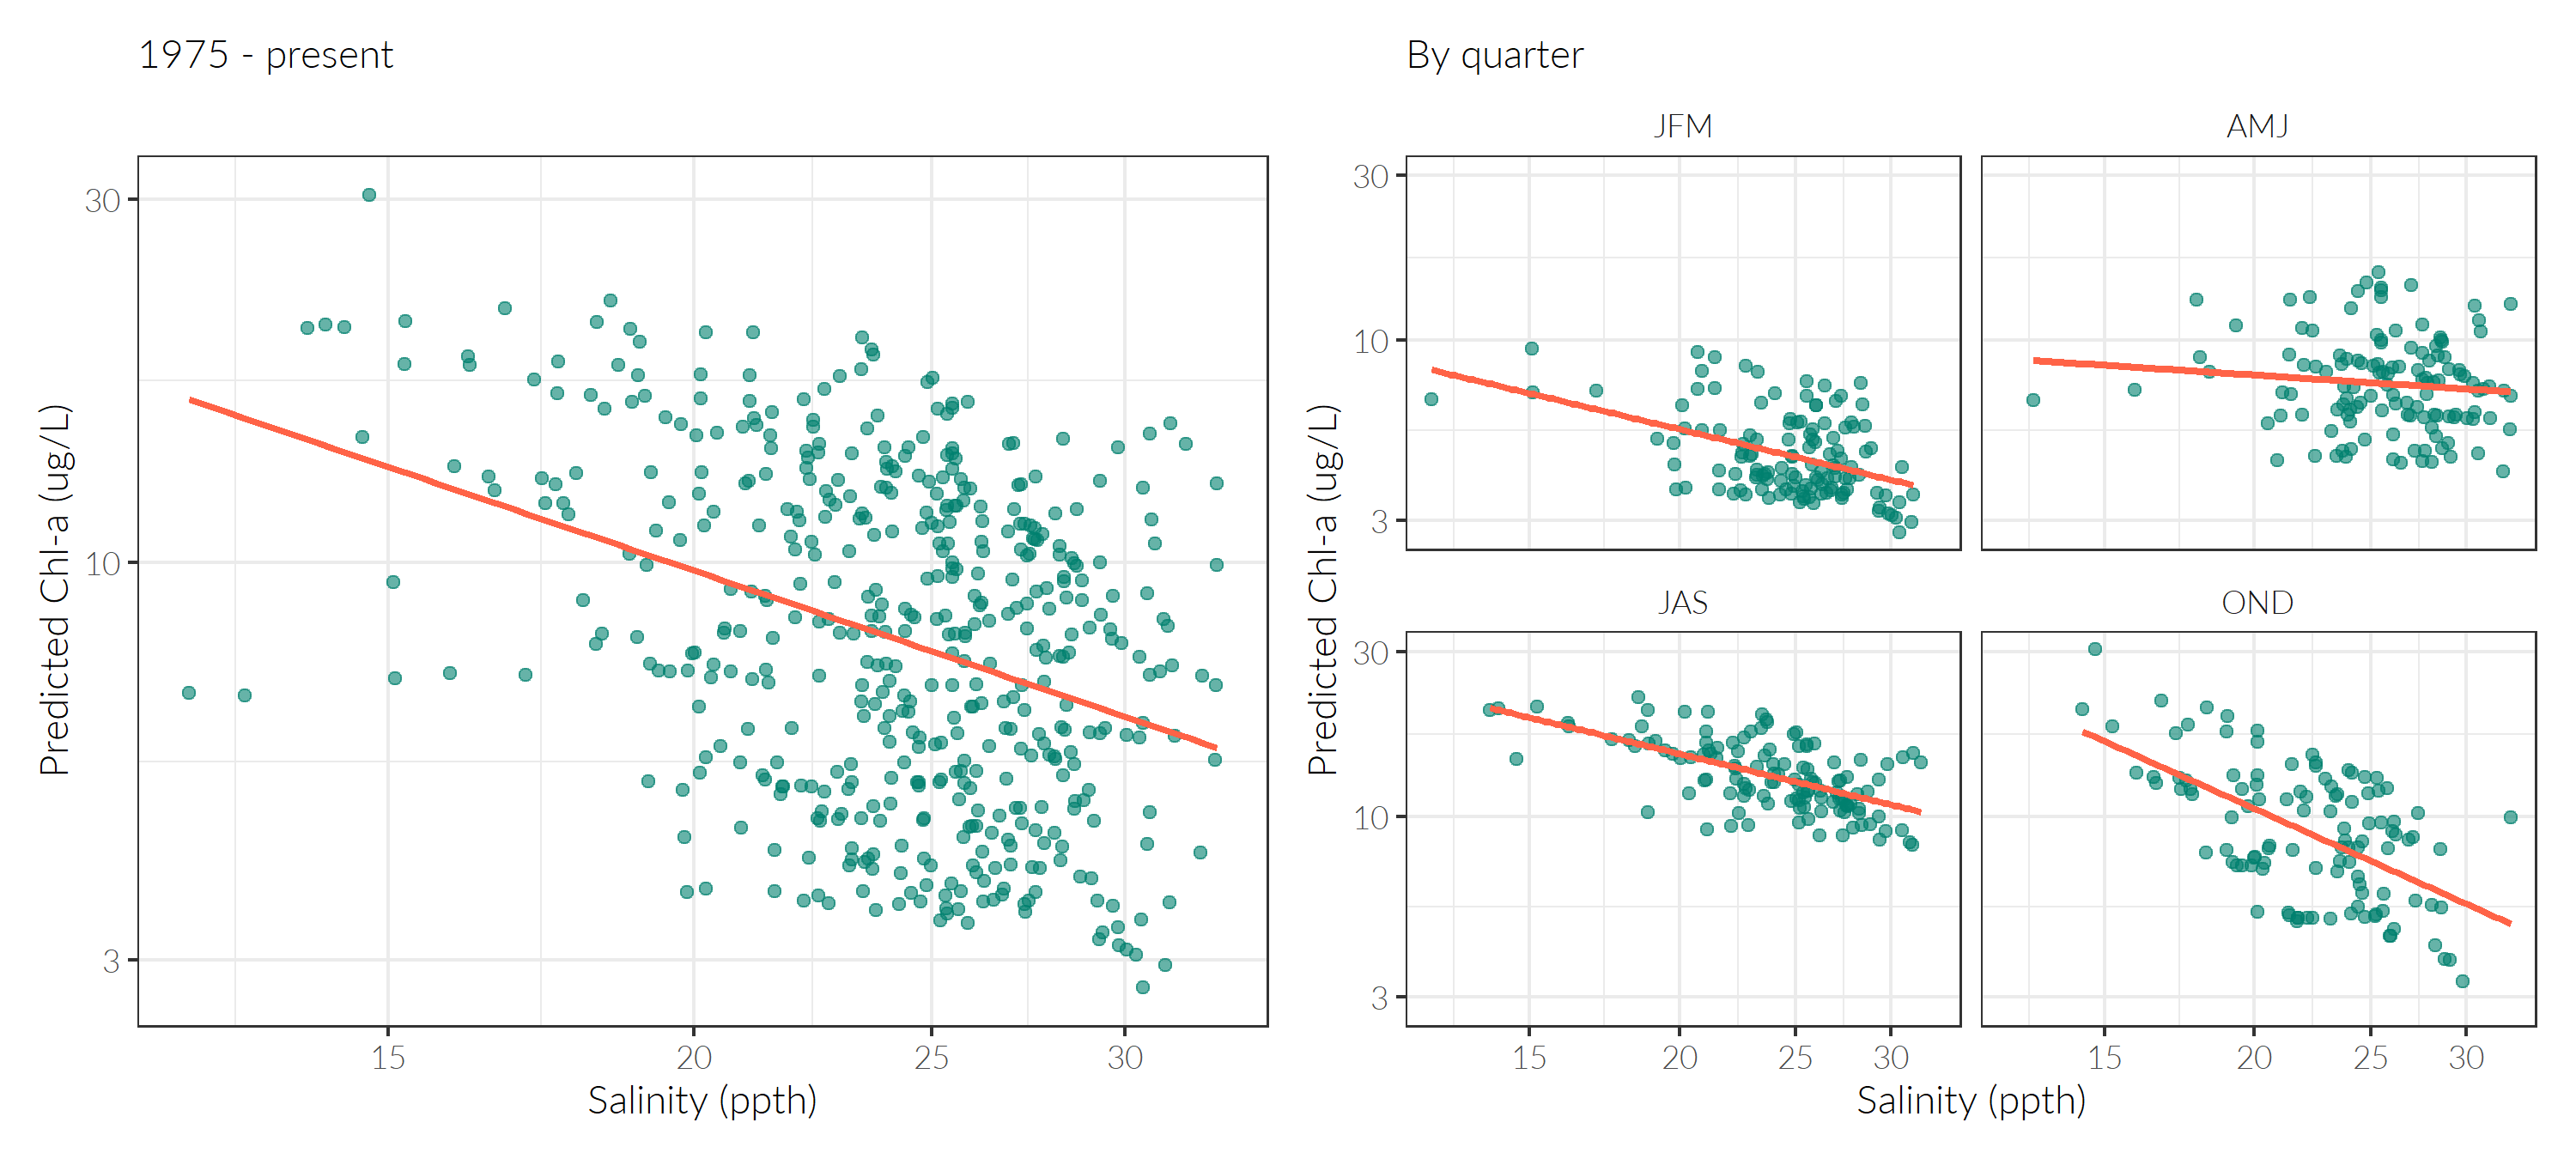 1975 - present
30
10
3
Predicted Chl-a (ug/L)
15 20 25 30
Salinity (ppth)
By quarter
JFM
AMJ
30
10
3
JAS
OND
30
10
3
Predicted Chl-a (ug/L)
15 20 25 30
15 20 25 30
Salinity (ppth)